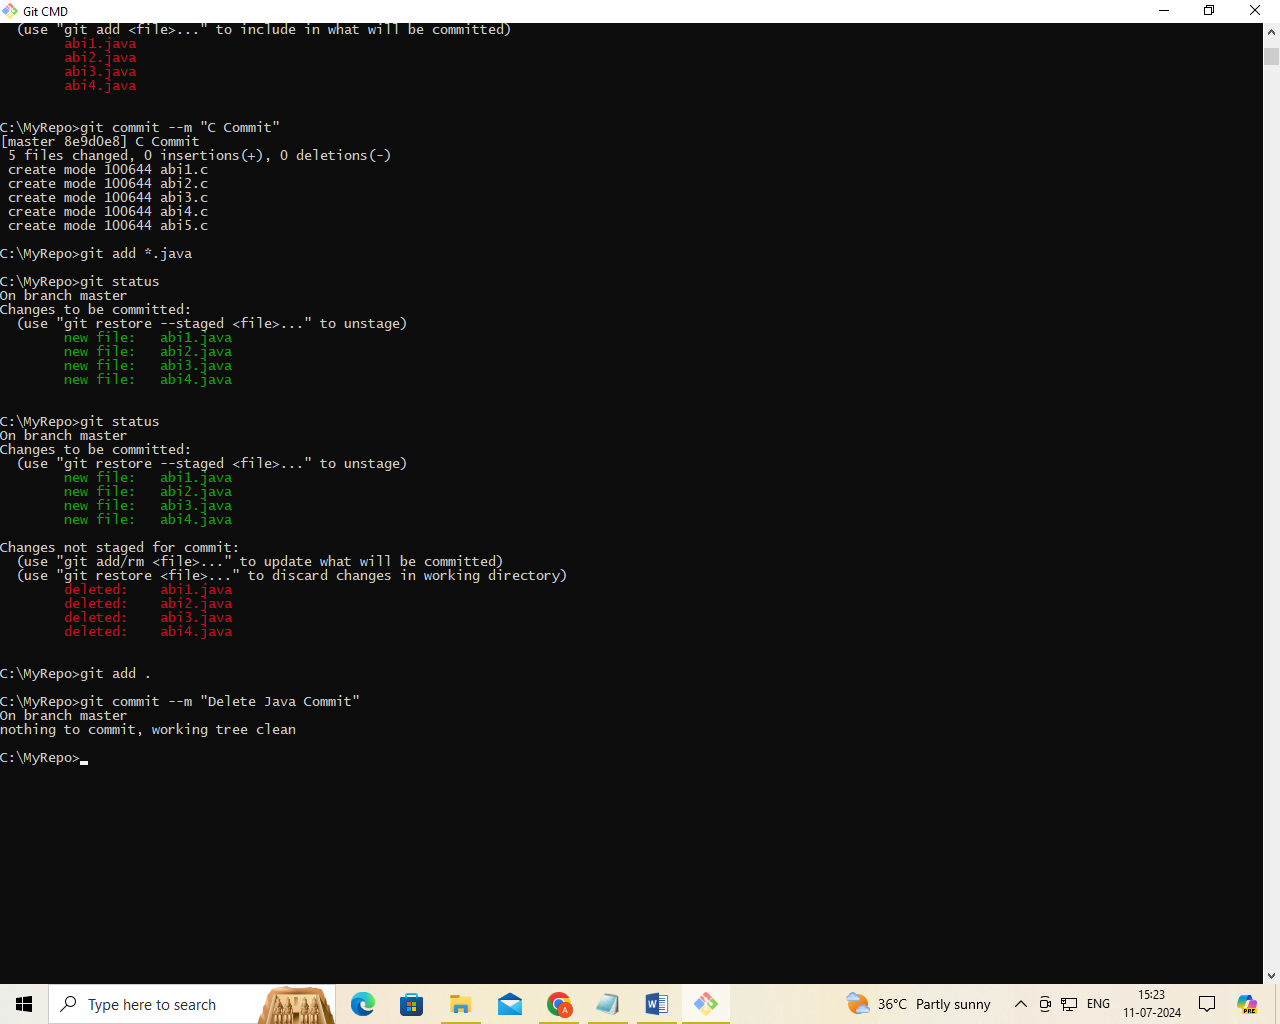 Git CMD
(use "git add <file>..." to include in what will be committed)
abi1.java
abi2.java
abi3.java
abi4.java
C:\MyRepo>git commit --m "C Commit"
[master 8e9d0e8] C Commit
5 files changed, 0 insertions(+), 0 deletions(-)
create mode 100644 abi1.c
create mode 100644 abi2.c
create mode 100644 abi3.c
create mode 100644 abi4.c
create mode 100644 abi5.c
C:\MyRepo>git add *.java
C:\MyRepo>git status
On branch master
Changes to be committed:
(use "git restore --staged <file>..." to unstage)
new file:   abi1.java
new file:   abi2.java
new file:   abi3.java
new file:   abi4.java
C:\MyRepo>git status
On branch master
Changes to be committed:
(use "git restore --staged <file>..." to unstage)
new file:   abi1.java
new file:   abi2.java
new file:   abi3.java
new file:   abi4.java
Changes not staged for commit:
(use "git add/rm <file>..." to update what will be committed)
(use "git restore <file>..." to discard changes in working directory)
deleted:    abi1.java
deleted:    abi2.java
deleted:    abi3.java
deleted:    abi4.java
C:\MyRepo>git add .
C:\MyRepo>git commit --m "Delete Java Commit"
On branch master
nothing to commit, working tree clean
C:\MyRepo>
Type here to search
A
W
36°C Partly sunny
ENG
15:23
11-07-2024
PRE